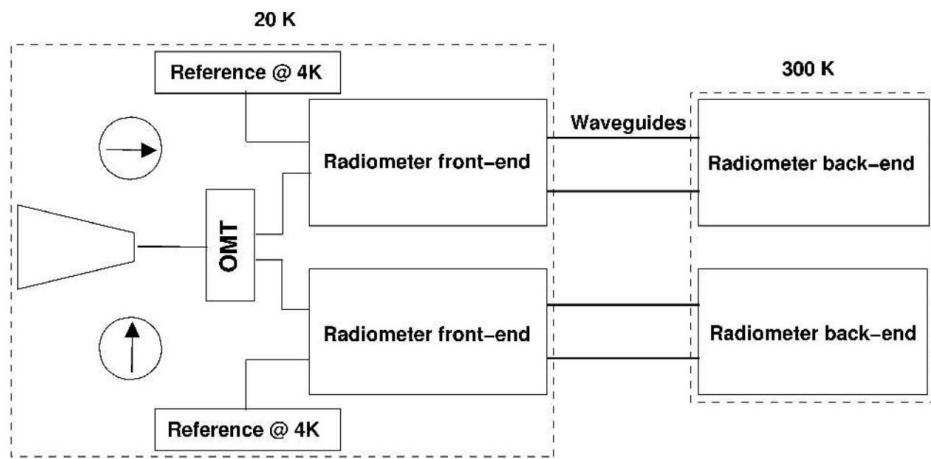 20 K
Reference @ 4K
300 K
Waveguides
Radiometer front-end
Radiometer back-end
OMT
Radiometer front-end
Radiometer back-end
Reference @ 4K